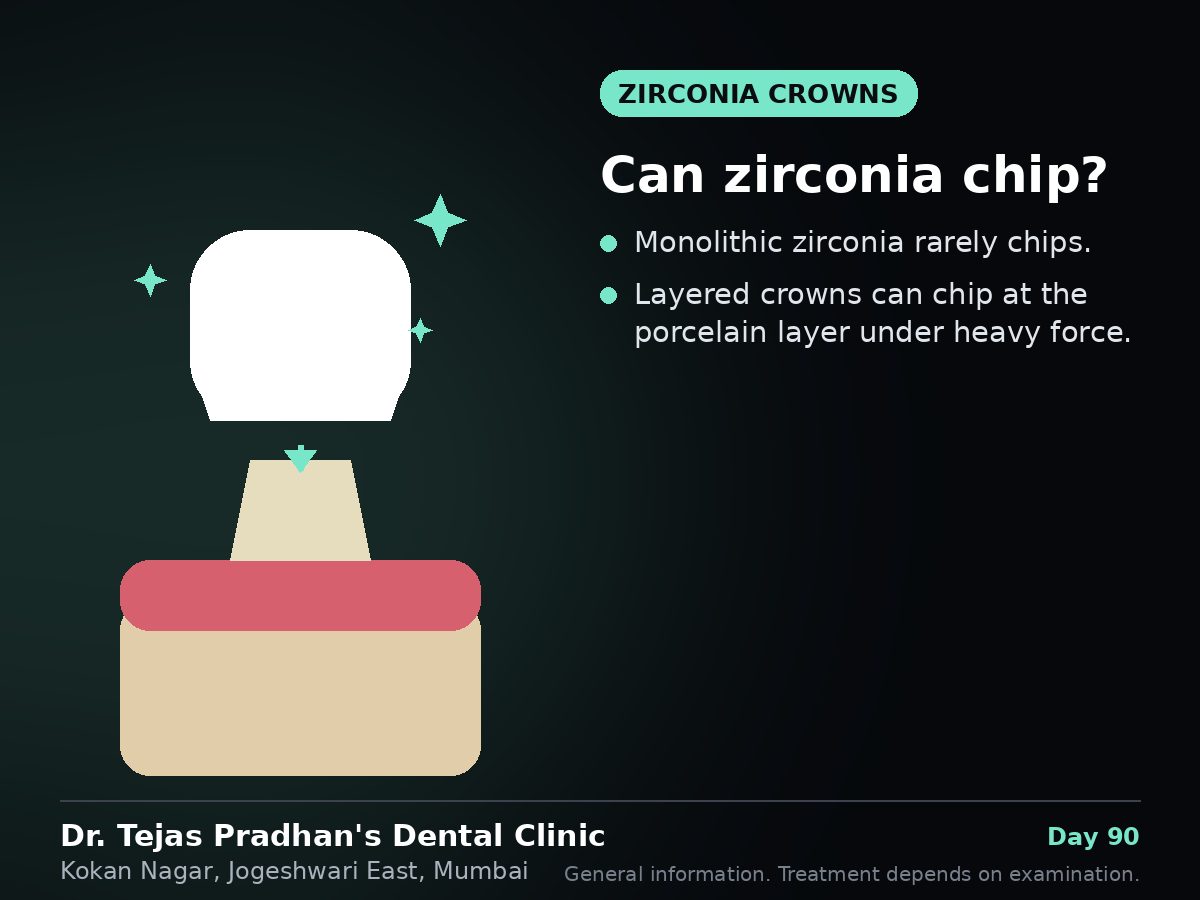 ZIRCONIA CROWNS
Can zirconia chip?
Monolithic zirconia rarely chips.
Layered crowns can chip at the
porcelain layer under heavy force.
Dr. Tejas Pradhan's Dental Clinic
Day 90
Kokan Nagar, Jogeshwari East, Mumbai
General information. Treatment depends on examination.